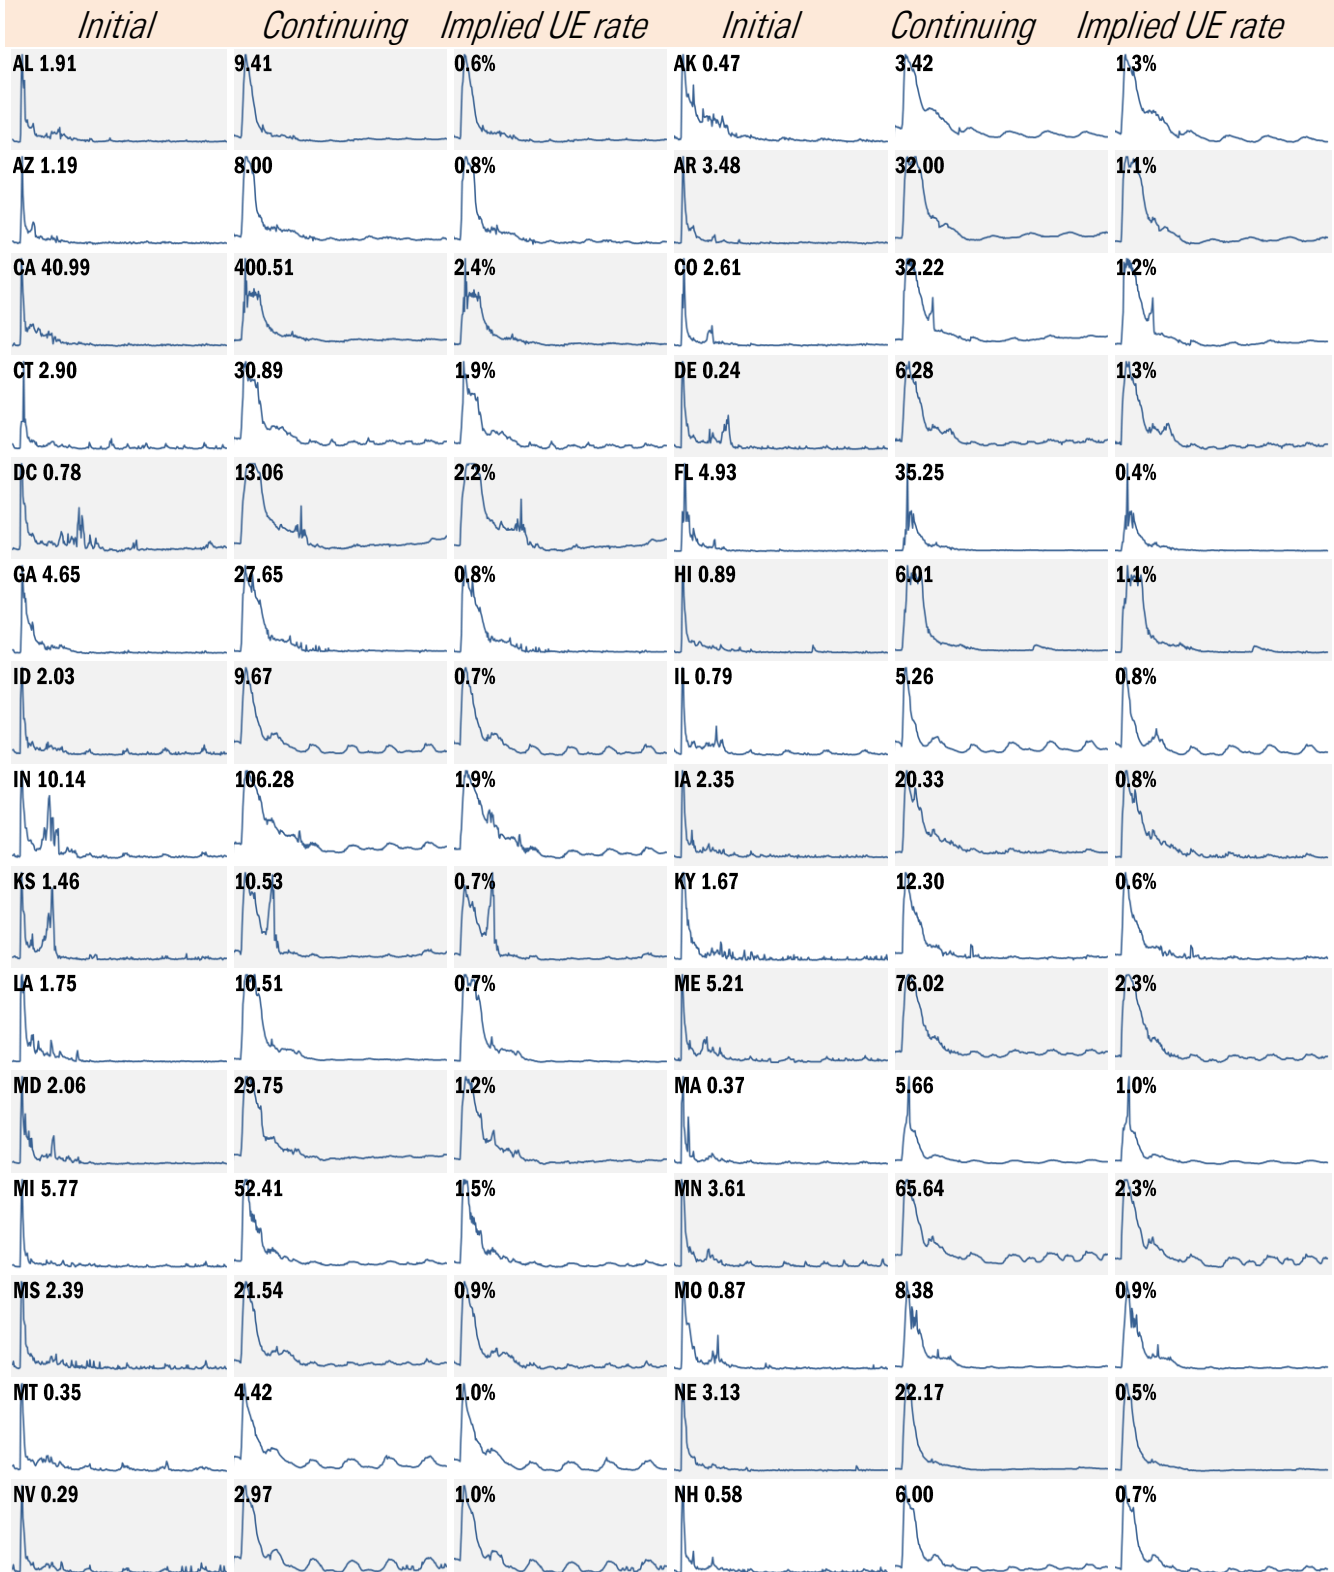 Initial Continuing Implied UE rate Initial Continuing Implied UE rate
AL 1.91 9.41 0.6% AK 0.47 3.42 1.3%
AZ 1.19 8.00 0.8% AR 3.48 32.00 1.1%
CA 40.99 400.51 2.4% CO 2.61 32.22 1.2%
CT 2.90 30.89 1.9% DE 0.24 6.28 1.3%
DC 0.78 13.06 2.2% FL 4.93 35.25 0.4%
GA 4.65 27.65 0.8% HI 0.89 6.01 1.1%
ID 2.03 9.67 0.7% IL 0.79 5.26 0.8%
IN 10.14 106.28 1.9% IA 2.35 20.33 0.8%
KS 1.46 10.53 0.7% KY 1.67 12.30 0.6%
LA 1.75 10.51 0.7% ME 5.21 76.02 2.3%
MD 2.06 29.75 1.2% MA 0.37 5.66 1.0%
MI 5.77 52.41 1.5% MN 3.61 65.64 2.3%
MS 2.39 21.54 0.9% MO 0.87 8.38 0.9%
MT 0.35 4.42 1.0% NE 3.13 22.17 0.5%
NV 0.29 2.97 1.0% NH 0.58 6.00 0.7%